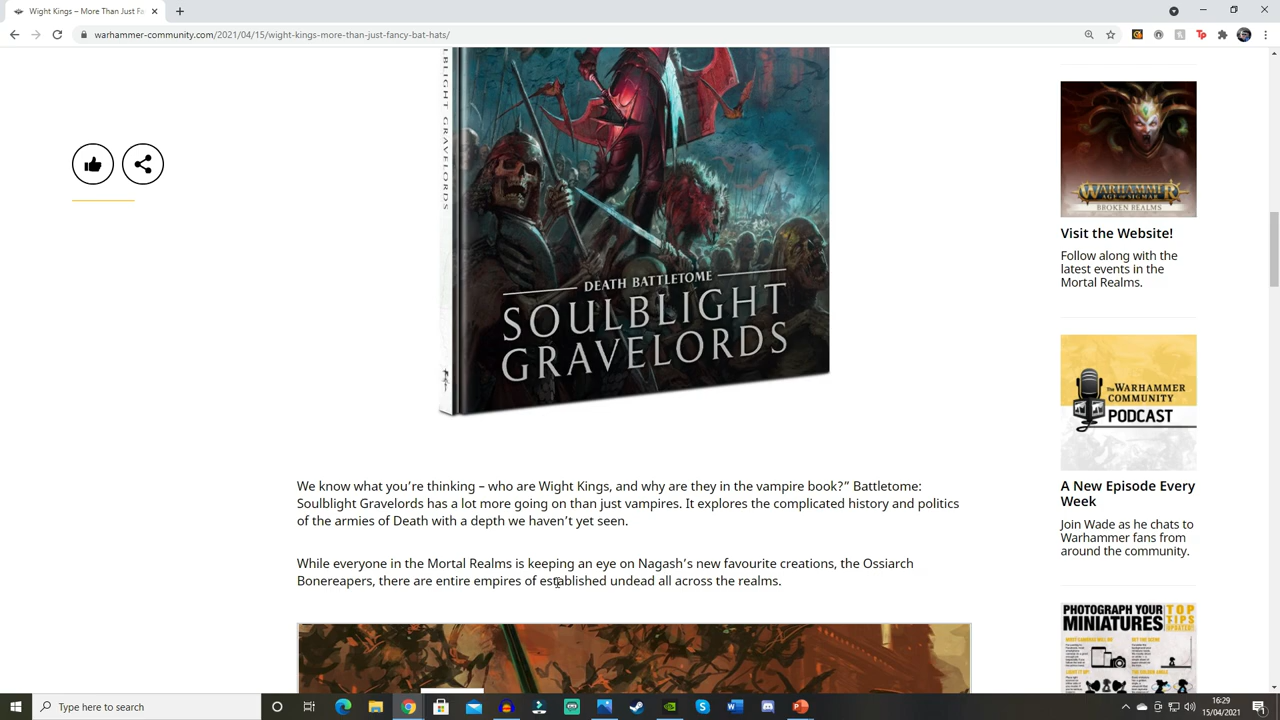 Wight Kings – More Than Just Fa
warhammer-community.com/2021/04/15/wight-kings-more-than-just-fancy-bat-hats/
LBLIGHT GRAVELORDS
DEATH BATTLETOME
SOULBLIGHT
GRAVELORDS
We know what you're thinking – who are Wight Kings, and why are they in the vampire book?” Battletome:
Soulblight Gravelords has a lot more going on than just vampires. It explores the complicated history and politics
of the armies of Death with a depth we haven't yet seen.
While everyone in the Mortal Realms is keeping an eye on Nagash's new favourite creations, the Ossiarch
Bonereapers, there are entire empires of established undead all across the realms.
WARHAMMER
AGE OF SIGMAR
BROKEN REALMS
Visit the Website!
Follow along with the
latest events in the
Mortal Realms.
The WARHAMMER
COMMUNITY
PODCAST
A New Episode Every
Week
Join Wade as he chats to
Warhammer fans from
around the community.
PHOTOGRAPH YOUR
MINIATURES
TOP
TIPS
Type here to search
16:29
15/04/2021